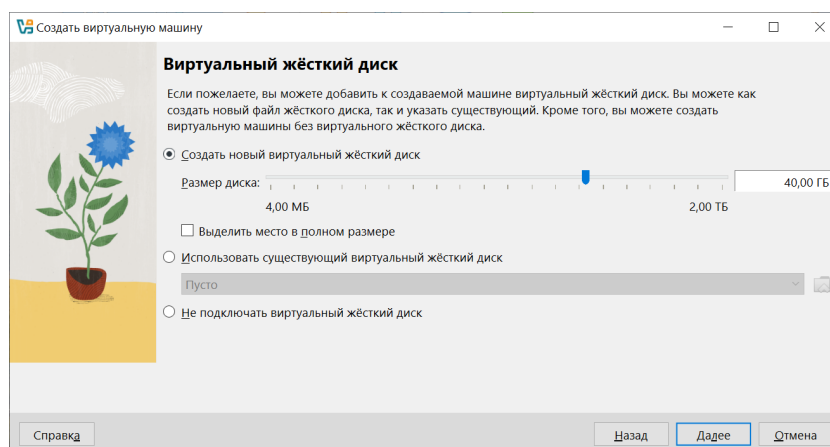 Создать виртуальную машину
Виртуальный жёсткий диск
Если пожелаете, вы можете добавить к создаваемой машине виртуальный жёсткий диск. Вы можете как
создать новый файл жёсткого диска, так и указать существующий. Кроме того, вы можете создать
виртуальную машины без виртуального жёсткого диска.
Создать новый виртуальный жёсткий диск
Размер диска:
40,00 ГБ
4,00 МБ
2,00 ТБ
Выделить место в полном размере
Использовать существующий виртуальный жёсткий диск
Пусто
Не подключать виртуальный жёсткий диск
Справка
Назад
Далее
Отмена